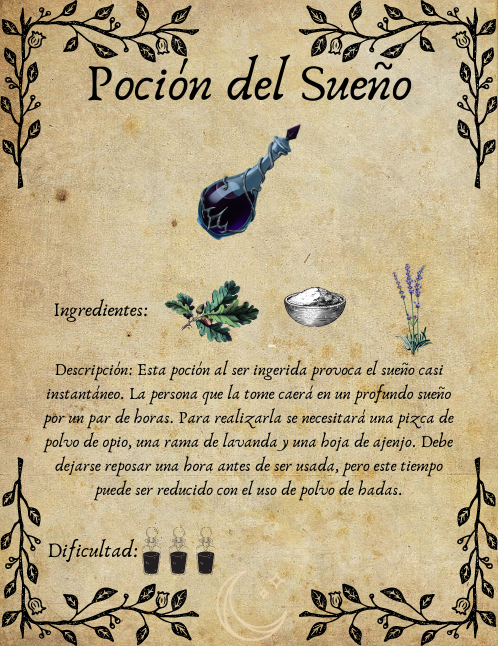 Poción del Sueño
Ingredientes:
Descripción: Esta poción al ser ingerida provoca el sueño casi
instantáneo. La persona que la tome caerá en un profundo sueño
por un par de horas. Para realizarla se necesitará una pizca de
polvo de opio, una rama de lavanda y una hoja de ajenjo. Debe
dejarse reposar una hora antes de ser usada, pero este tiempo
puede ser reducido con el uso de polvo de hadas.
Dificultad: